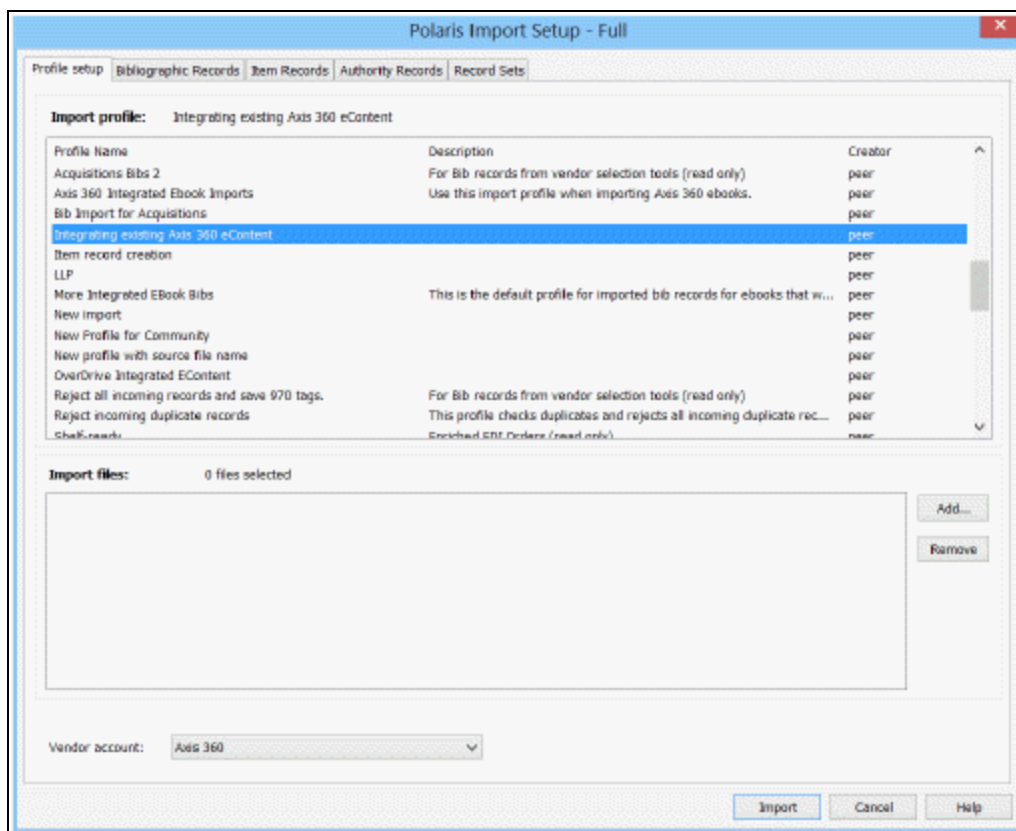 Polaris Import Setup - Full
Profile setup Bibliographic Records Item Records Authority Records Record Sets
Import profile: Integrating existing Axis 360 eContent
Profile Name Description Creator
Acquisitions Bibs 2 For Bib records from vendor selection tools (read only) peer
Axis 360 Integrated Ebook Imports Use this import profile when importing Axis 360 ebooks. peer
Bib Import for Acquisitions peer
Integrating existing Axis 360 eContent peer
Item record creation peer
LLP peer
More Integrated EBook Bibs This is the default profile for imported bib records for ebooks that w... peer
New import peer
New Profile for Community peer
New profile with source file name peer
OverDrive Integrated EContent peer
Reject all incoming records and save 970 tags. For Bib records from vendor selection tools (read only) peer
Reject incoming duplicate records This profile checks duplicates and rejects all incoming duplicate rec... peer
Shelf-ready Enriched EDI Orders (read only) peer
Import files: 0 files selected
Add...
Remove
Vendor account: Axis 360
Import Cancel Help